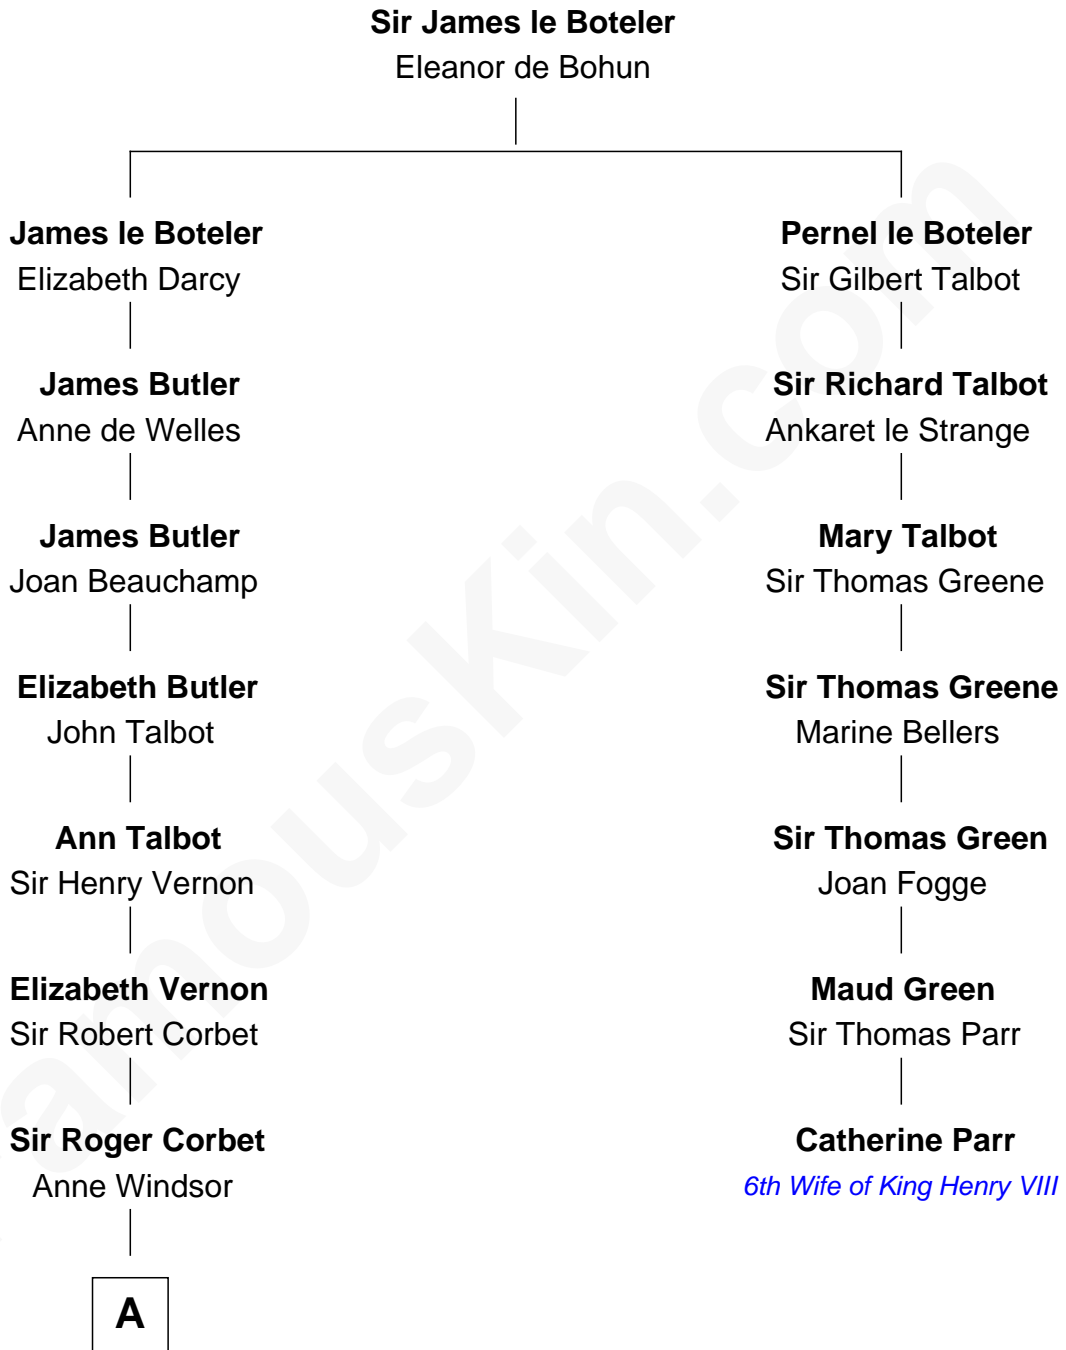 Sir James le Boteler
Eleanor de Bohun
James le Boteler
Elizabeth Darcy
James Butler
Anne de Welles
James Butler
Joan Beauchamp
Elizabeth Butler
John Talbot
Ann Talbot
Sir Henry Vernon
Elizabeth Vernon
Sir Robert Corbet
Sir Roger Corbet
Anne Windsor
A
Pernel le Boteler
Sir Gilbert Talbot
Sir Richard Talbot
Ankaret le Strange
Mary Talbot
Sir Thomas Greene
Sir Thomas Greene
Marine Bellers
Sir Thomas Green
Joan Fogge
Maud Green
Sir Thomas Parr
Catherine Parr
6th Wife of King Henry VIII
amousKin.com